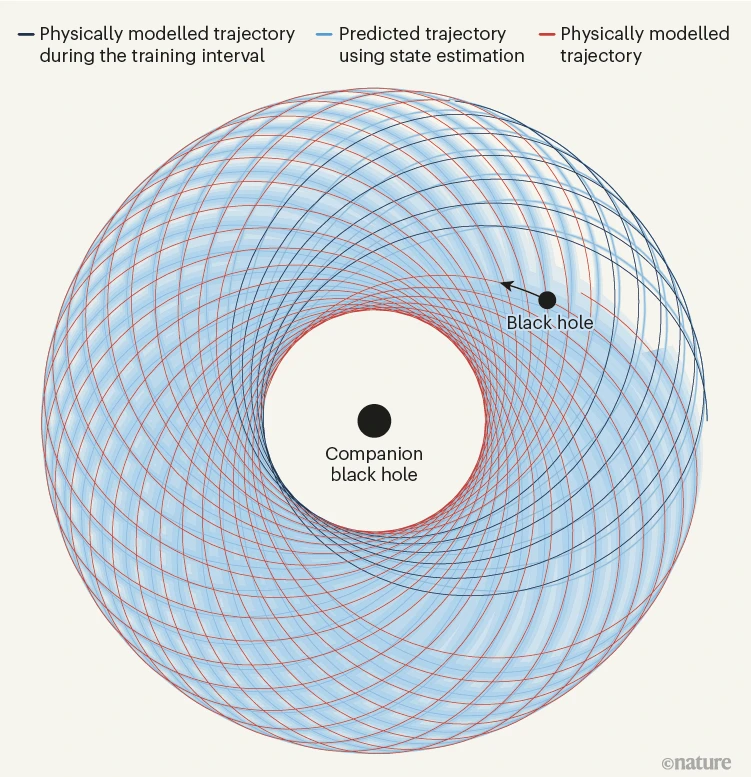 Physically modelled trajectory
during the training interval
Predicted trajectory
using state estimation
Physically modelled
trajectory
Black hole
Companion
black hole
©nature